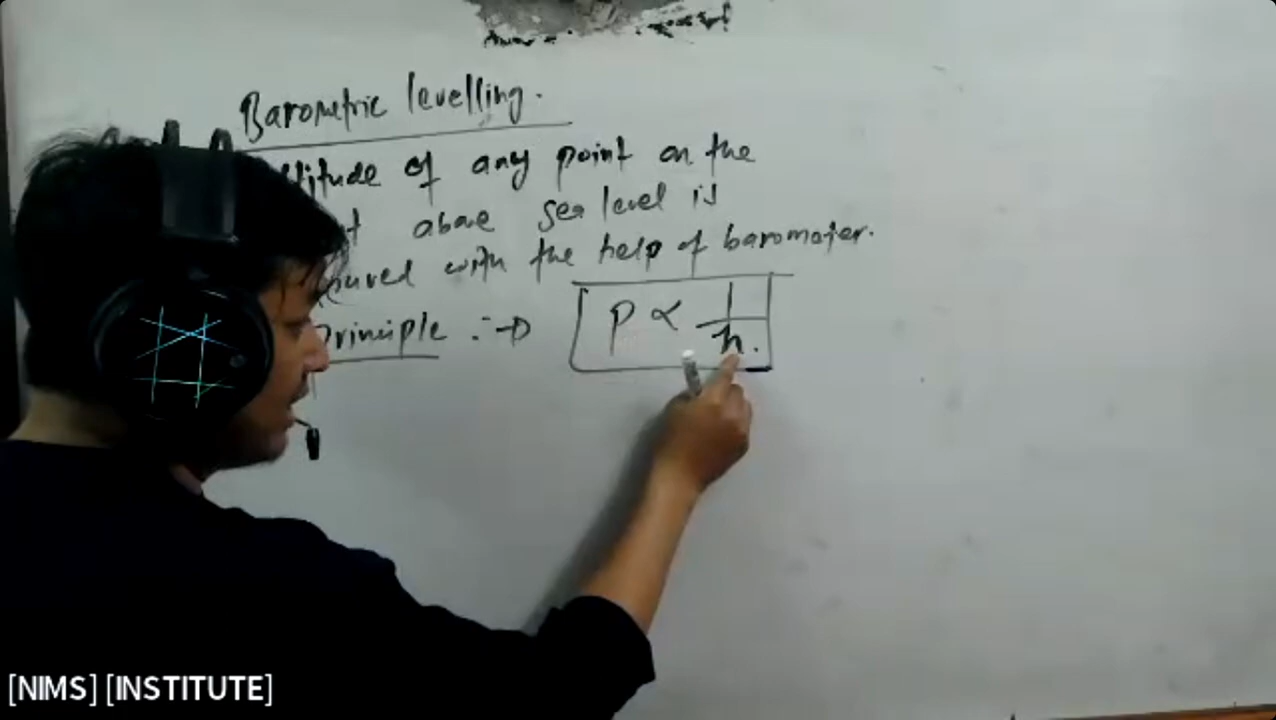 Barometric levelling.
of any point on the
above sea level is
with the help of barometer.
principle :→ P ∝ 1/h.
[NIMS] [INSTITUTE]